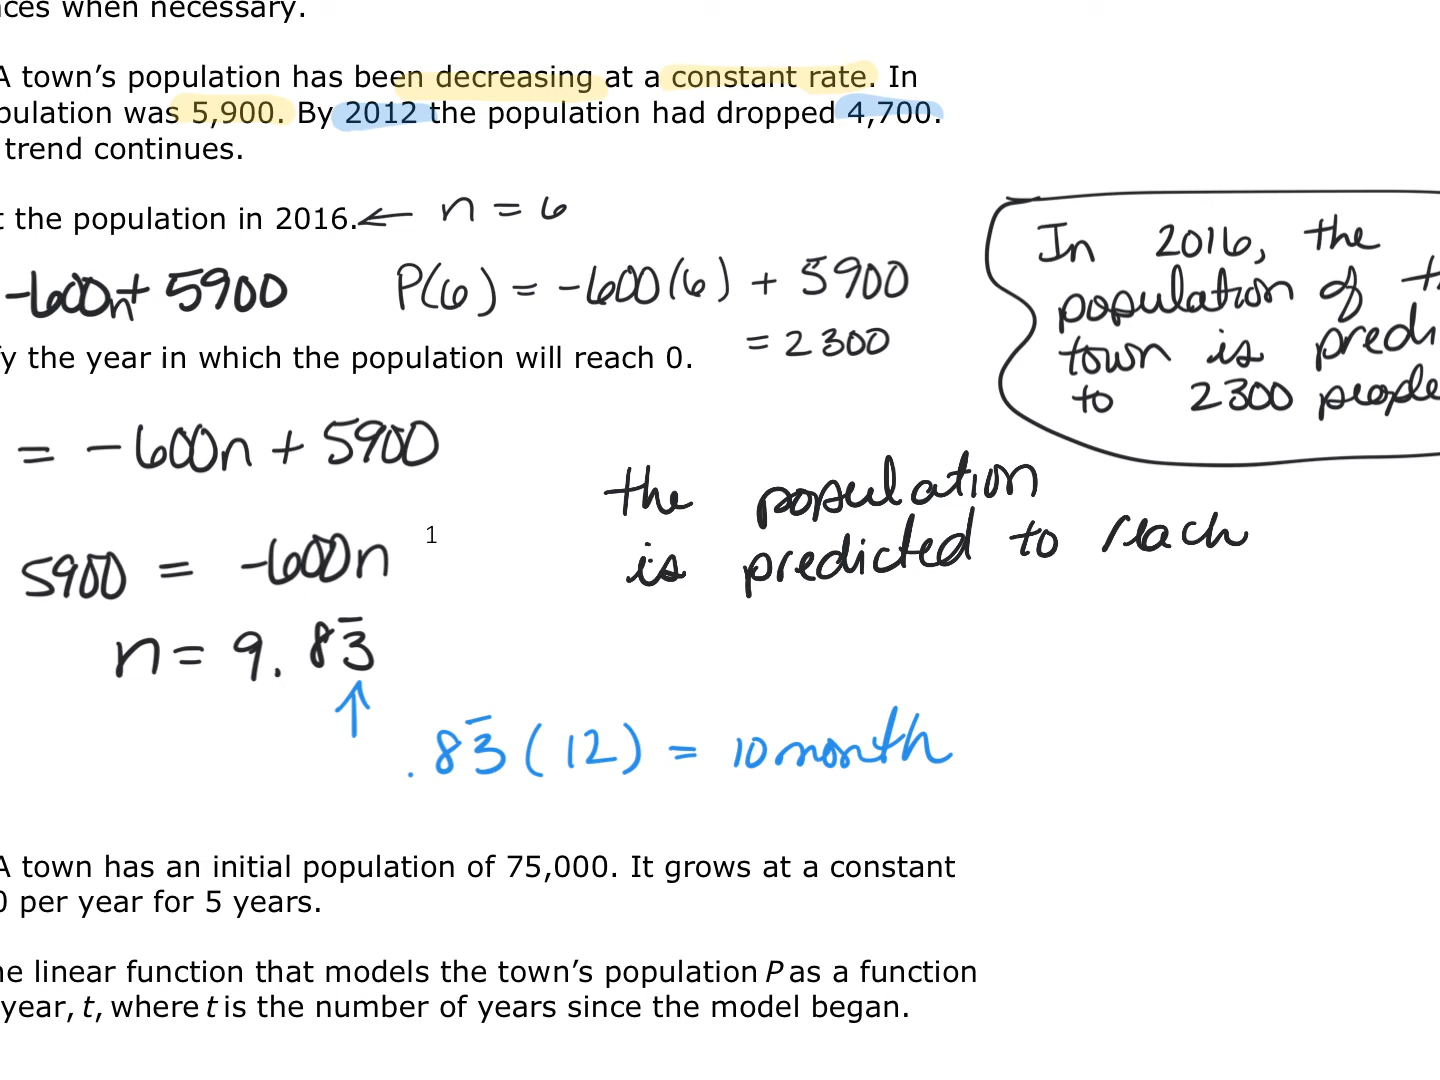 ces when necessary.
A town’s population has been decreasing at a constant rate. In
pulation was 5,900. By 2012 the population had dropped 4,700.
trend continues.
t the population in 2016. ← n = 6
-600n+ 5900 P(6) = -600(6) + 5900
= 2300
In 2016, the
population of t
town is predi
to 2300 people
y the year in which the population will reach 0.
= -600n + 5900
the population
is predicted to reach
5900 = -600n 1
n = 9.83̅
↑
.83̅(12) = 10 month
A town has an initial population of 75,000. It grows at a constant
0 per year for 5 years.
e linear function that models the town’s population P as a function
year, t, where t is the number of years since the model began.